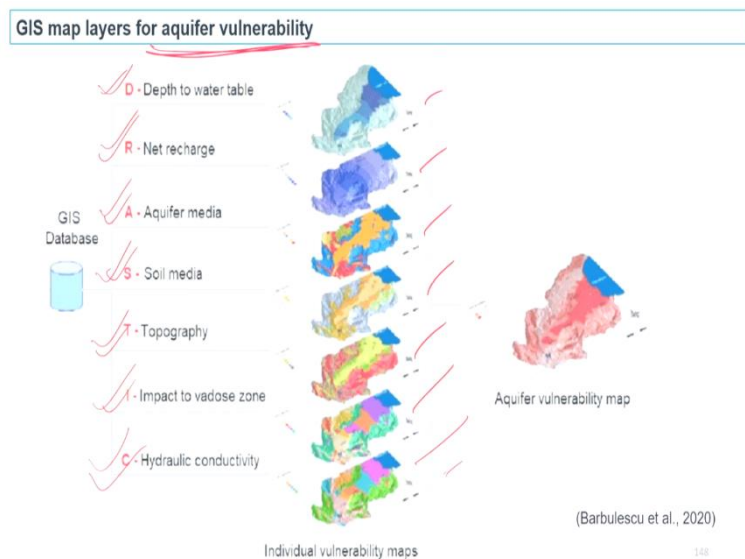 GIS map layers for aquifer vulnerability
D - Depth to water table
R - Net recharge
A - Aquifer media
GIS
Database
S - Soil media
T - Topography
I - Impact to vadose zone
C - Hydraulic conductivity
Aquifer vulnerability map
(Barbulescu et al., 2020)
Individual vulnerability maps
148